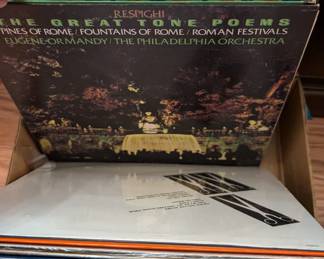 RESPIGHI
THE GREAT TONE POEMS
PINES OF ROME / FOUNTAINS OF ROME / ROMAN FESTIVALS
EUGENE ORMANDY / THE PHILADELPHIA ORCHESTRA